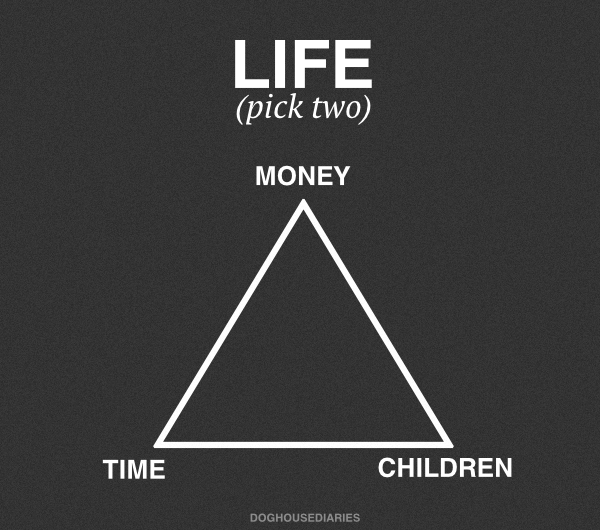 LIFE
(pick two)
MONEY
TIME
CHILDREN
DOGHOUSEDIARIES